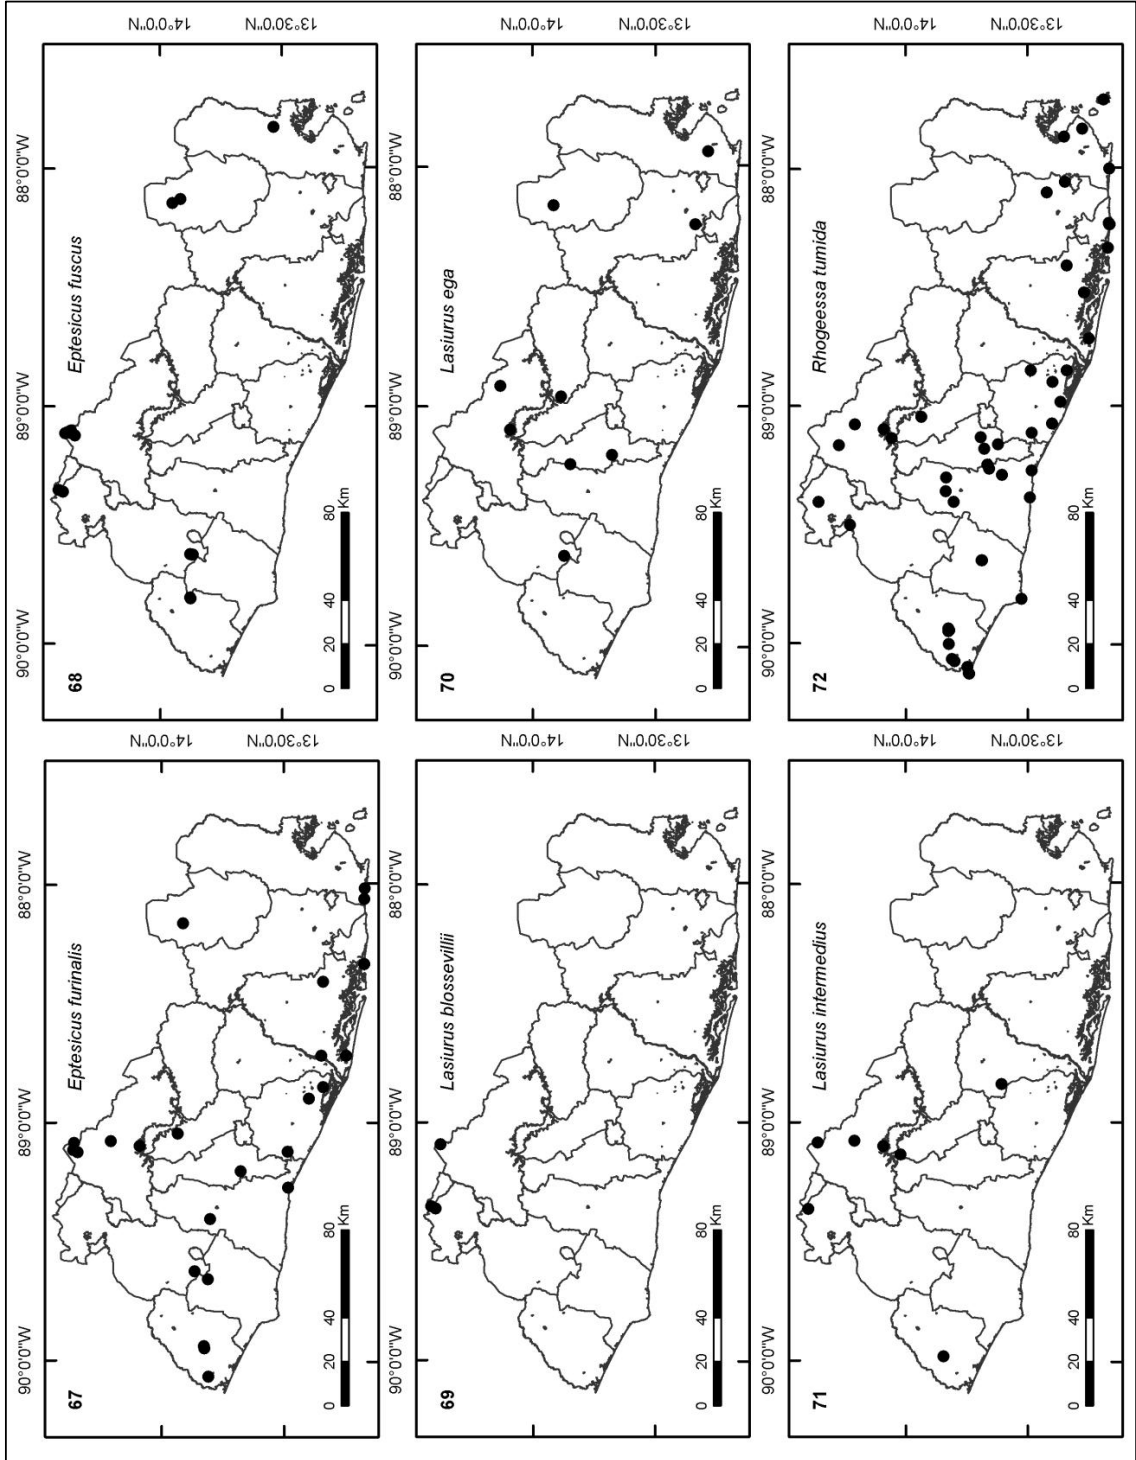 90°0'0"W 89°0'0"W 88°0'0"W
67
Eptesicus furinalis
14°0'0"N
13°30'0"N
0 20 40 80 Km
90°0'0"W 89°0'0"W 88°0'0"W
68
Eptesicus fuscus
14°0'0"N
13°30'0"N
0 20 40 80 Km
90°0'0"W 89°0'0"W 88°0'0"W
69
Lasiurus blossevillii
14°0'0"N
13°30'0"N
0 20 40 80 Km
90°0'0"W 89°0'0"W 88°0'0"W
70
Lasiurus ega
14°0'0"N
13°30'0"N
0 20 40 80 Km
90°0'0"W 89°0'0"W 88°0'0"W
71
Lasiurus intermedius
14°0'0"N
13°30'0"N
0 20 40 80 Km
90°0'0"W 89°0'0"W 88°0'0"W
72
Rhogeessa tumida
14°0'0"N
13°30'0"N
0 20 40 80 Km